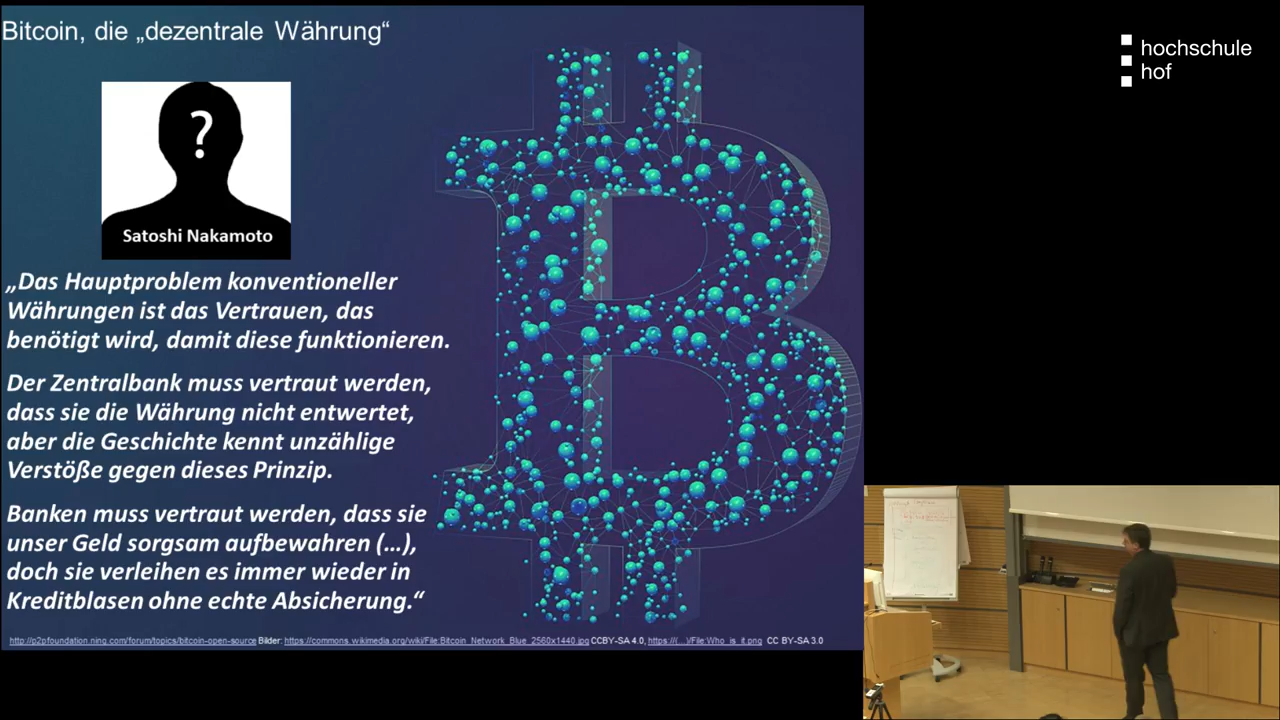 Bitcoin, die „dezentrale Währung“
?
Satoshi Nakamoto
„Das Hauptproblem konventioneller
Währungen ist das Vertrauen, das
benötigt wird, damit diese funktionieren.
Der Zentralbank muss vertraut werden,
dass sie die Währung nicht entwertet,
aber die Geschichte kennt unzählige
Verstöße gegen dieses Prinzip.
Banken muss vertraut werden, dass sie
unser Geld sorgsam aufbewahren (…),
doch sie verleihen es immer wieder in
Kreditblasen ohne echte Absicherung.“
http://p2pfoundation.ning.com/forum/topics/bitcoin-open-source Bilder: https://commons.wikimedia.org/wiki/File:Bitcoin_Network_Blue_2560x1440.jpg CCBY-SA 4.0, https://(…)/File:Who_is_it.png CC BY-SA 3.0
hochschule
hof